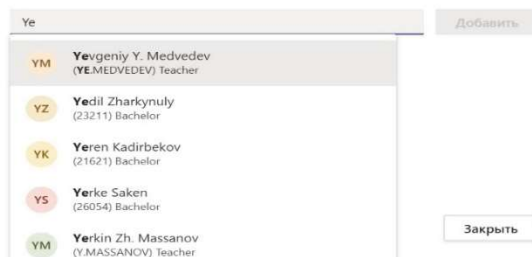 Ye
Добавить
YM
Yevgeniy Y. Medvedev
(YE.MEDVEDEV) Teacher
YZ
Yedil Zharkynuly
(23211) Bachelor
YK
Yeren Kadirbekov
(21621) Bachelor
YS
Yerke Saken
(26054) Bachelor
Закрыть
YM
Yerkin Zh. Massanov
(Y.MASSANOV) Teacher